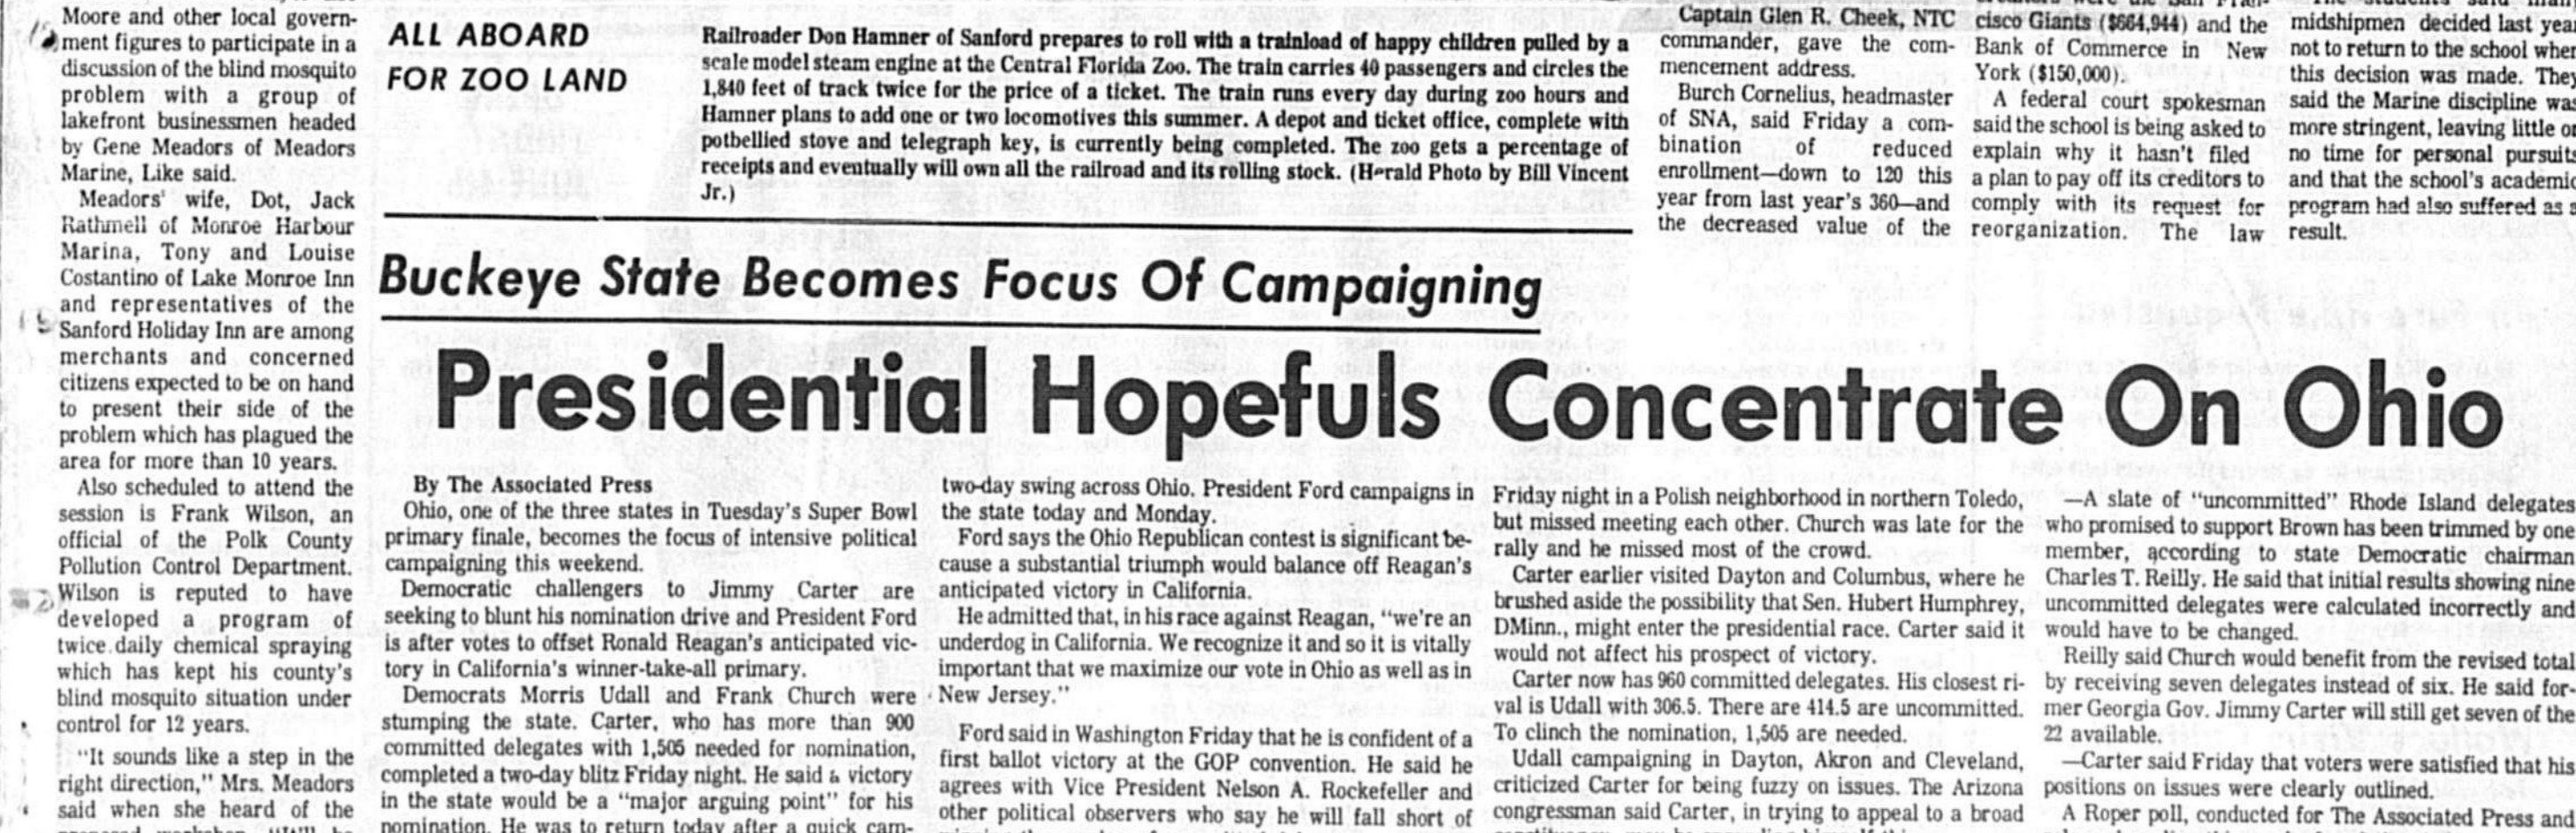 Moore and other local govern-
ment figures to participate in a
discussion of the blind mosquito
problem with a group of
lakefront businessmen headed
by Gene Meadors of Meadors
Marine, Like said.
Meadors' wife, Dot, Jack
Rathmell of Monroe Harbour
Marina, Tony and Louise
Costantino of Lake Monroe Inn
and representatives of the
Sanford Holiday Inn are among
merchants and concerned
citizens expected to be on hand
to present their side of the
problem which has plagued the
area for more than 10 years.
Also scheduled to attend the
session is Frank Wilson, an
official of the Polk County
Pollution Control Department.
Wilson is reputed to have
developed a program of
twice daily chemical spraying
which has kept his county's
blind mosquito situation under
control for 12 years.
"It sounds like a step in the
right direction," Mrs. Meadors
said when she heard of the
ALL ABOARD
FOR ZOO LAND
Railroader Don Hamner of Sanford prepares to roll with a trainload of happy children pulled by a
scale model steam engine at the Central Florida Zoo. The train carries 40 passengers and circles the
1,840 feet of track twice for the price of a ticket. The train runs every day during zoo hours and
Hamner plans to add one or two locomotives this summer. A depot and ticket office, complete with
potbellied stove and telegraph key, is currently being completed. The zoo gets a percentage of
receipts and eventually will own all the railroad and its rolling stock. (Herald Photo by Bill Vincent
Jr.)
Captain Glen R. Cheek, NTC
commander, gave the com-
mencement address.
Burch Cornelius, headmaster
of SNA, said Friday a com-
bination of reduced
enrollment—down to 120 this
year from last year's 360—and
the decreased value of the
cisco Giants ($664,944) and the
Bank of Commerce in New
York ($150,000).
A federal court spokesman
said the school is being asked to
explain why it hasn't filed
a plan to pay off its creditors to
comply with its request for
reorganization. The law
midshipmen decided last year
not to return to the school when
this decision was made. They
said the Marine discipline was
more stringent, leaving little or
no time for personal pursuits
and that the school's academic
program had also suffered as a
result.
Buckeye State Becomes Focus Of Campaigning
Presidential Hopefuls Concentrate On Ohio
By The Associated Press
Ohio, one of the three states in Tuesday's Super Bowl
primary finale, becomes the focus of intensive political
campaigning this weekend.
Democratic challengers to Jimmy Carter are
seeking to blunt his nomination drive and President Ford
is after votes to offset Ronald Reagan's anticipated vic-
tory in California's winner-take-all primary.
Democrats Morris Udall and Frank Church were
stumping the state. Carter, who has more than 900
committed delegates with 1,505 needed for nomination,
completed a two-day blitz Friday night. He said a victory
in the state would be a "major arguing point" for his
nomination. He was to return today after a quick cam-
two-day swing across Ohio. President Ford campaigns in
the state today and Monday.
Ford says the Ohio Republican contest is significant be-
cause a substantial triumph would balance off Reagan's
anticipated victory in California.
He admitted that, in his race against Reagan, "we're an
underdog in California. We recognize it and so it is vitally
important that we maximize our vote in Ohio as well as in
New Jersey."
Ford said in Washington Friday that he is confident of a
first ballot victory at the GOP convention. He said he
agrees with Vice President Nelson A. Rockefeller and
other political observers who say he will fall short of
Friday night in a Polish neighborhood in northern Toledo,
but missed meeting each other. Church was late for the
rally and he missed most of the crowd.
Carter earlier visited Dayton and Columbus, where he
brushed aside the possibility that Sen. Hubert Humphrey,
DMinn., might enter the presidential race. Carter said it
would not affect his prospect of victory.
Carter now has 960 committed delegates. His closest ri-
val is Udall with 306.5. There are 414.5 are uncommitted.
To clinch the nomination, 1,505 are needed.
Udall campaigning in Dayton, Akron and Cleveland,
criticized Carter for being fuzzy on issues. The Arizona
congressman said Carter, in trying to appeal to a broad
—A slate of "uncommitted" Rhode Island delegates
who promised to support Brown has been trimmed by one
member, according to state Democratic chairman
Charles T. Reilly. He said that initial results showing nine
uncommitted delegates were calculated incorrectly and
would have to be changed.
Reilly said Church would benefit from the revised total
by receiving seven delegates instead of six. He said for-
mer Georgia Gov. Jimmy Carter will still get seven of the
22 available.
—Carter said Friday that voters were satisfied that his
positions on issues were clearly outlined.
A Roper poll, conducted for The Associated Press and